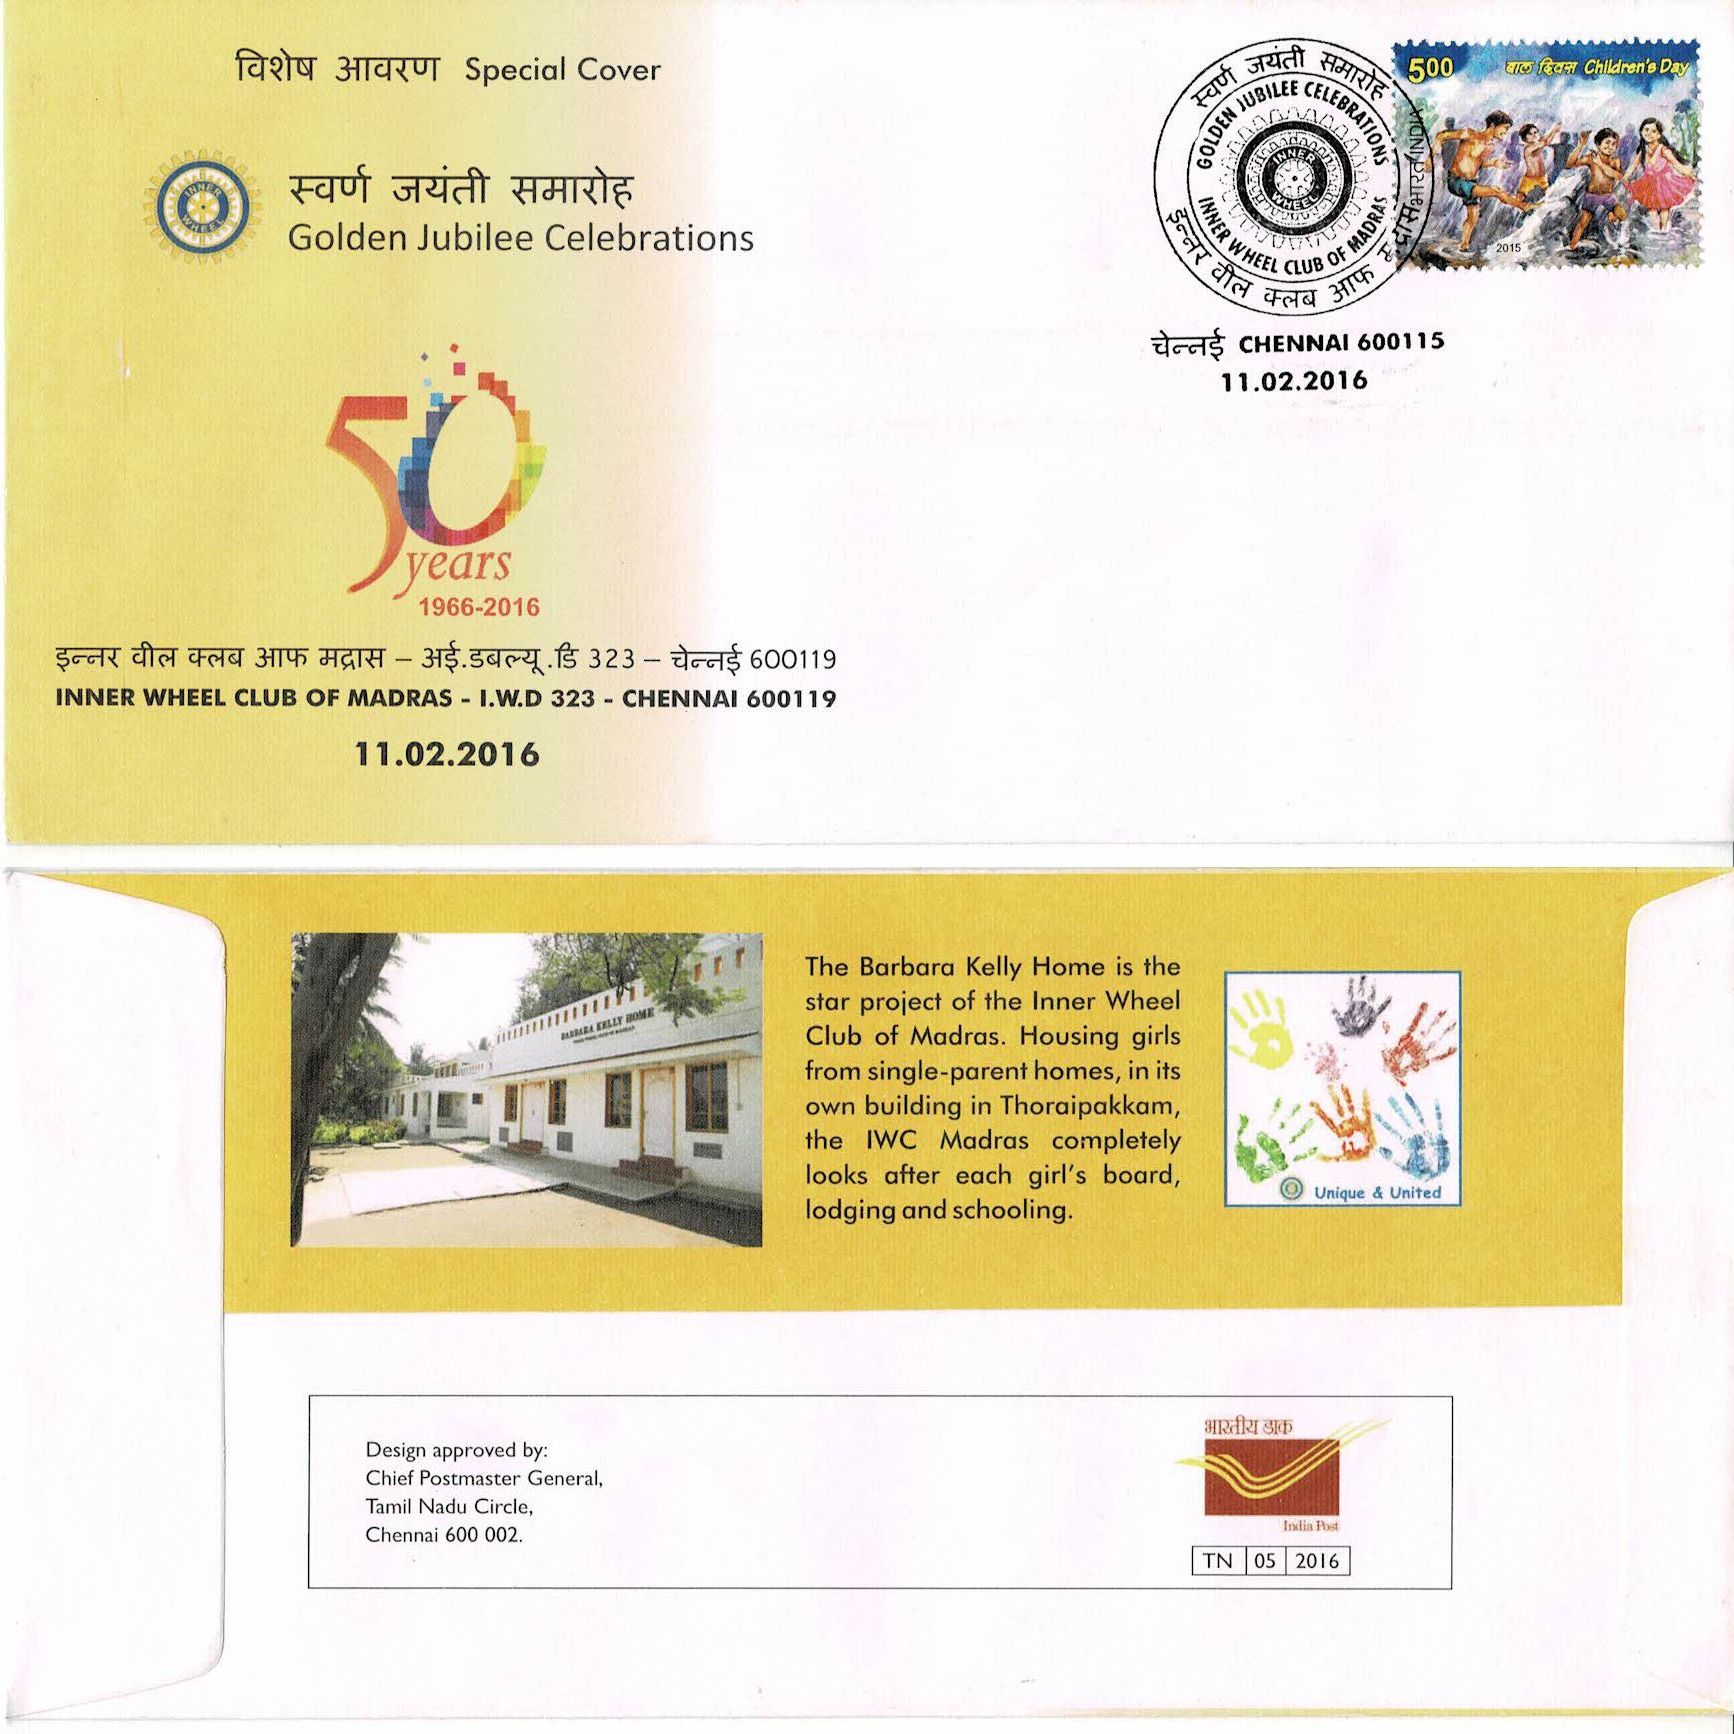 विशेष आवरण Special Cover
INNER
WHEEL
स्वर्ण जयंती समारोह
Golden Jubilee Celebrations
50
years
1966-2016
इन्नर वील क्लब आफ मद्रास – अई.डबल्यू.डि 323 – चेन्नई 600119
INNER WHEEL CLUB OF MADRAS - I.W.D 323 - CHENNAI 600119
11.02.2016
स्वर्ण जयंती समारोह
GOLDEN JUBILEE CELEBRATIONS
INNER
WHEEL
INNER WHEEL CLUB OF MADRAS
इन्नर वील क्लब आफ मद्रास
चेन्नई CHENNAI 600115
11.02.2016
500 बाल दिवस Children's Day
भारत INDIA
2015
BARBARA KELLY HOME
The Barbara Kelly Home is the
star project of the Inner Wheel
Club of Madras. Housing girls
from single-parent homes, in its
own building in Thoraipakkam,
the IWC Madras completely
looks after each girl's board,
lodging and schooling.
Unique & United
Design approved by:
Chief Postmaster General,
Tamil Nadu Circle,
Chennai 600 002.
भारतीय डाक
India Post
TN 05 2016